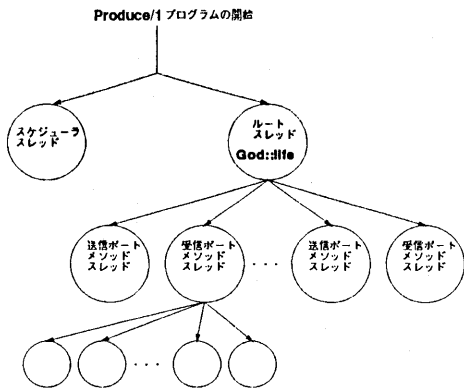 Produce/1 プログラムの開始
スケジューラ
スレッド
ルート
スレッド
God::life
送信ポート
メソッド
スレッド
受信ポート
メソッド
スレッド
・・・
送信ポート
メソッド
スレッド
受信ポート
メソッド
スレッド
・・・